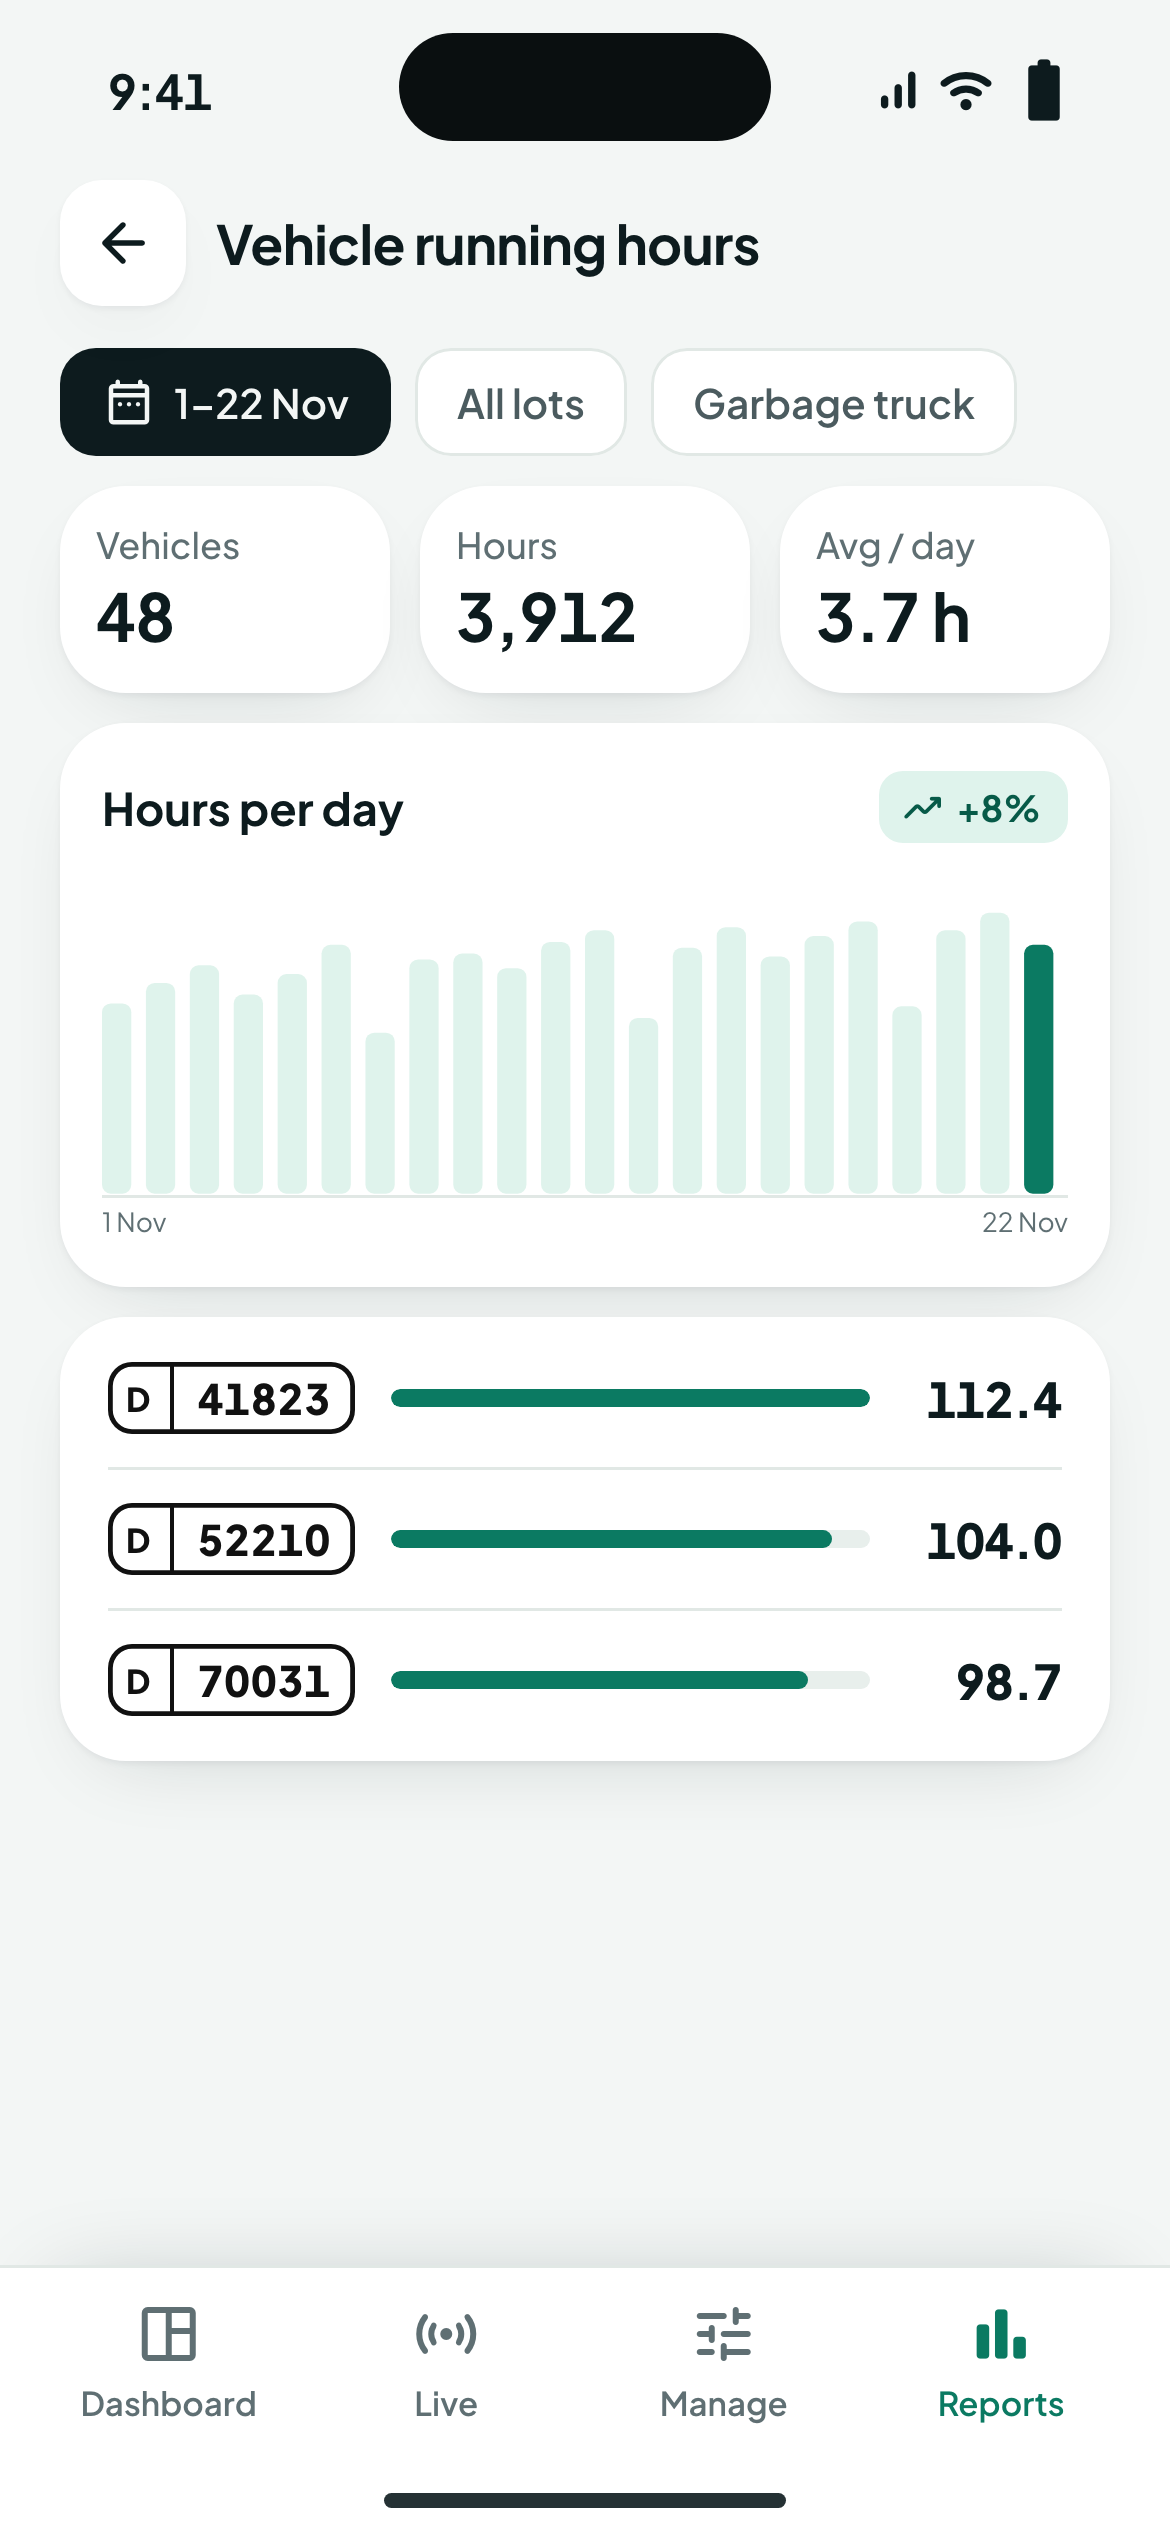 9:41
Vehicle running hours
1–22 Nov
All lots
Garbage truck
Vehicles
48
Hours
3,912
Avg / day
3.7 h
Hours per day
+8%
1 Nov
22 Nov
D 41823
112.4
D 52210
104.0
D 70031
98.7
Dashboard
Live
Manage
Reports